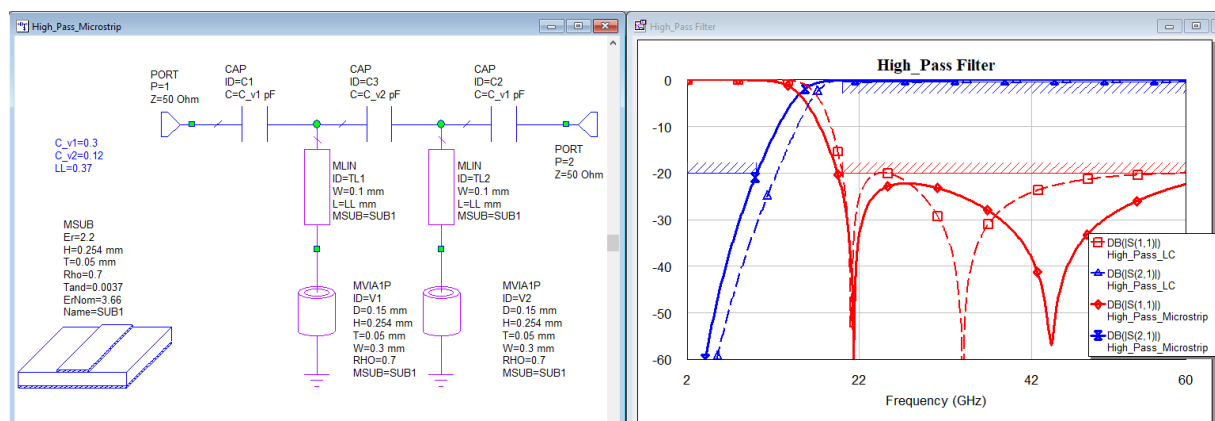 High_Pass_Microstrip
CAP
ID=C1
C=C_v1 pF
CAP
ID=C3
C=C_v2 pF
CAP
ID=C2
C=C_v1 pF
PORT
P=1
Z=50 Ohm
PORT
P=2
Z=50 Ohm
C_v1=0.3
C_v2=0.12
LL=0.37
MLIN
ID=TL1
W=0.1 mm
L=LL mm
MSUB=SUB1
MLIN
ID=TL2
W=0.1 mm
L=LL mm
MSUB=SUB1
MSUB
Er=2.2
H=0.254 mm
T=0.05 mm
Rho=0.7
Tand=0.0037
ErNom=3.66
Name=SUB1
MVIA1P
ID=V1
D=0.15 mm
H=0.254 mm
T=0.05 mm
W=0.3 mm
RHO=0.7
MSUB=SUB1
MVIA1P
ID=V2
D=0.15 mm
H=0.254 mm
T=0.05 mm
W=0.3 mm
RHO=0.7
MSUB=SUB1
High_Pass Filter
High_Pass Filter
0
-10
-20
-30
-40
-50
-60
2
22
42
60
Frequency (GHz)
DB(|S(1,1)|)
High_Pass_LC
DB(|S(2,1)|)
High_Pass_LC
DB(|S(1,1)|)
High_Pass_Microstrip
DB(|S(2,1)|)
High_Pass_Microstrip